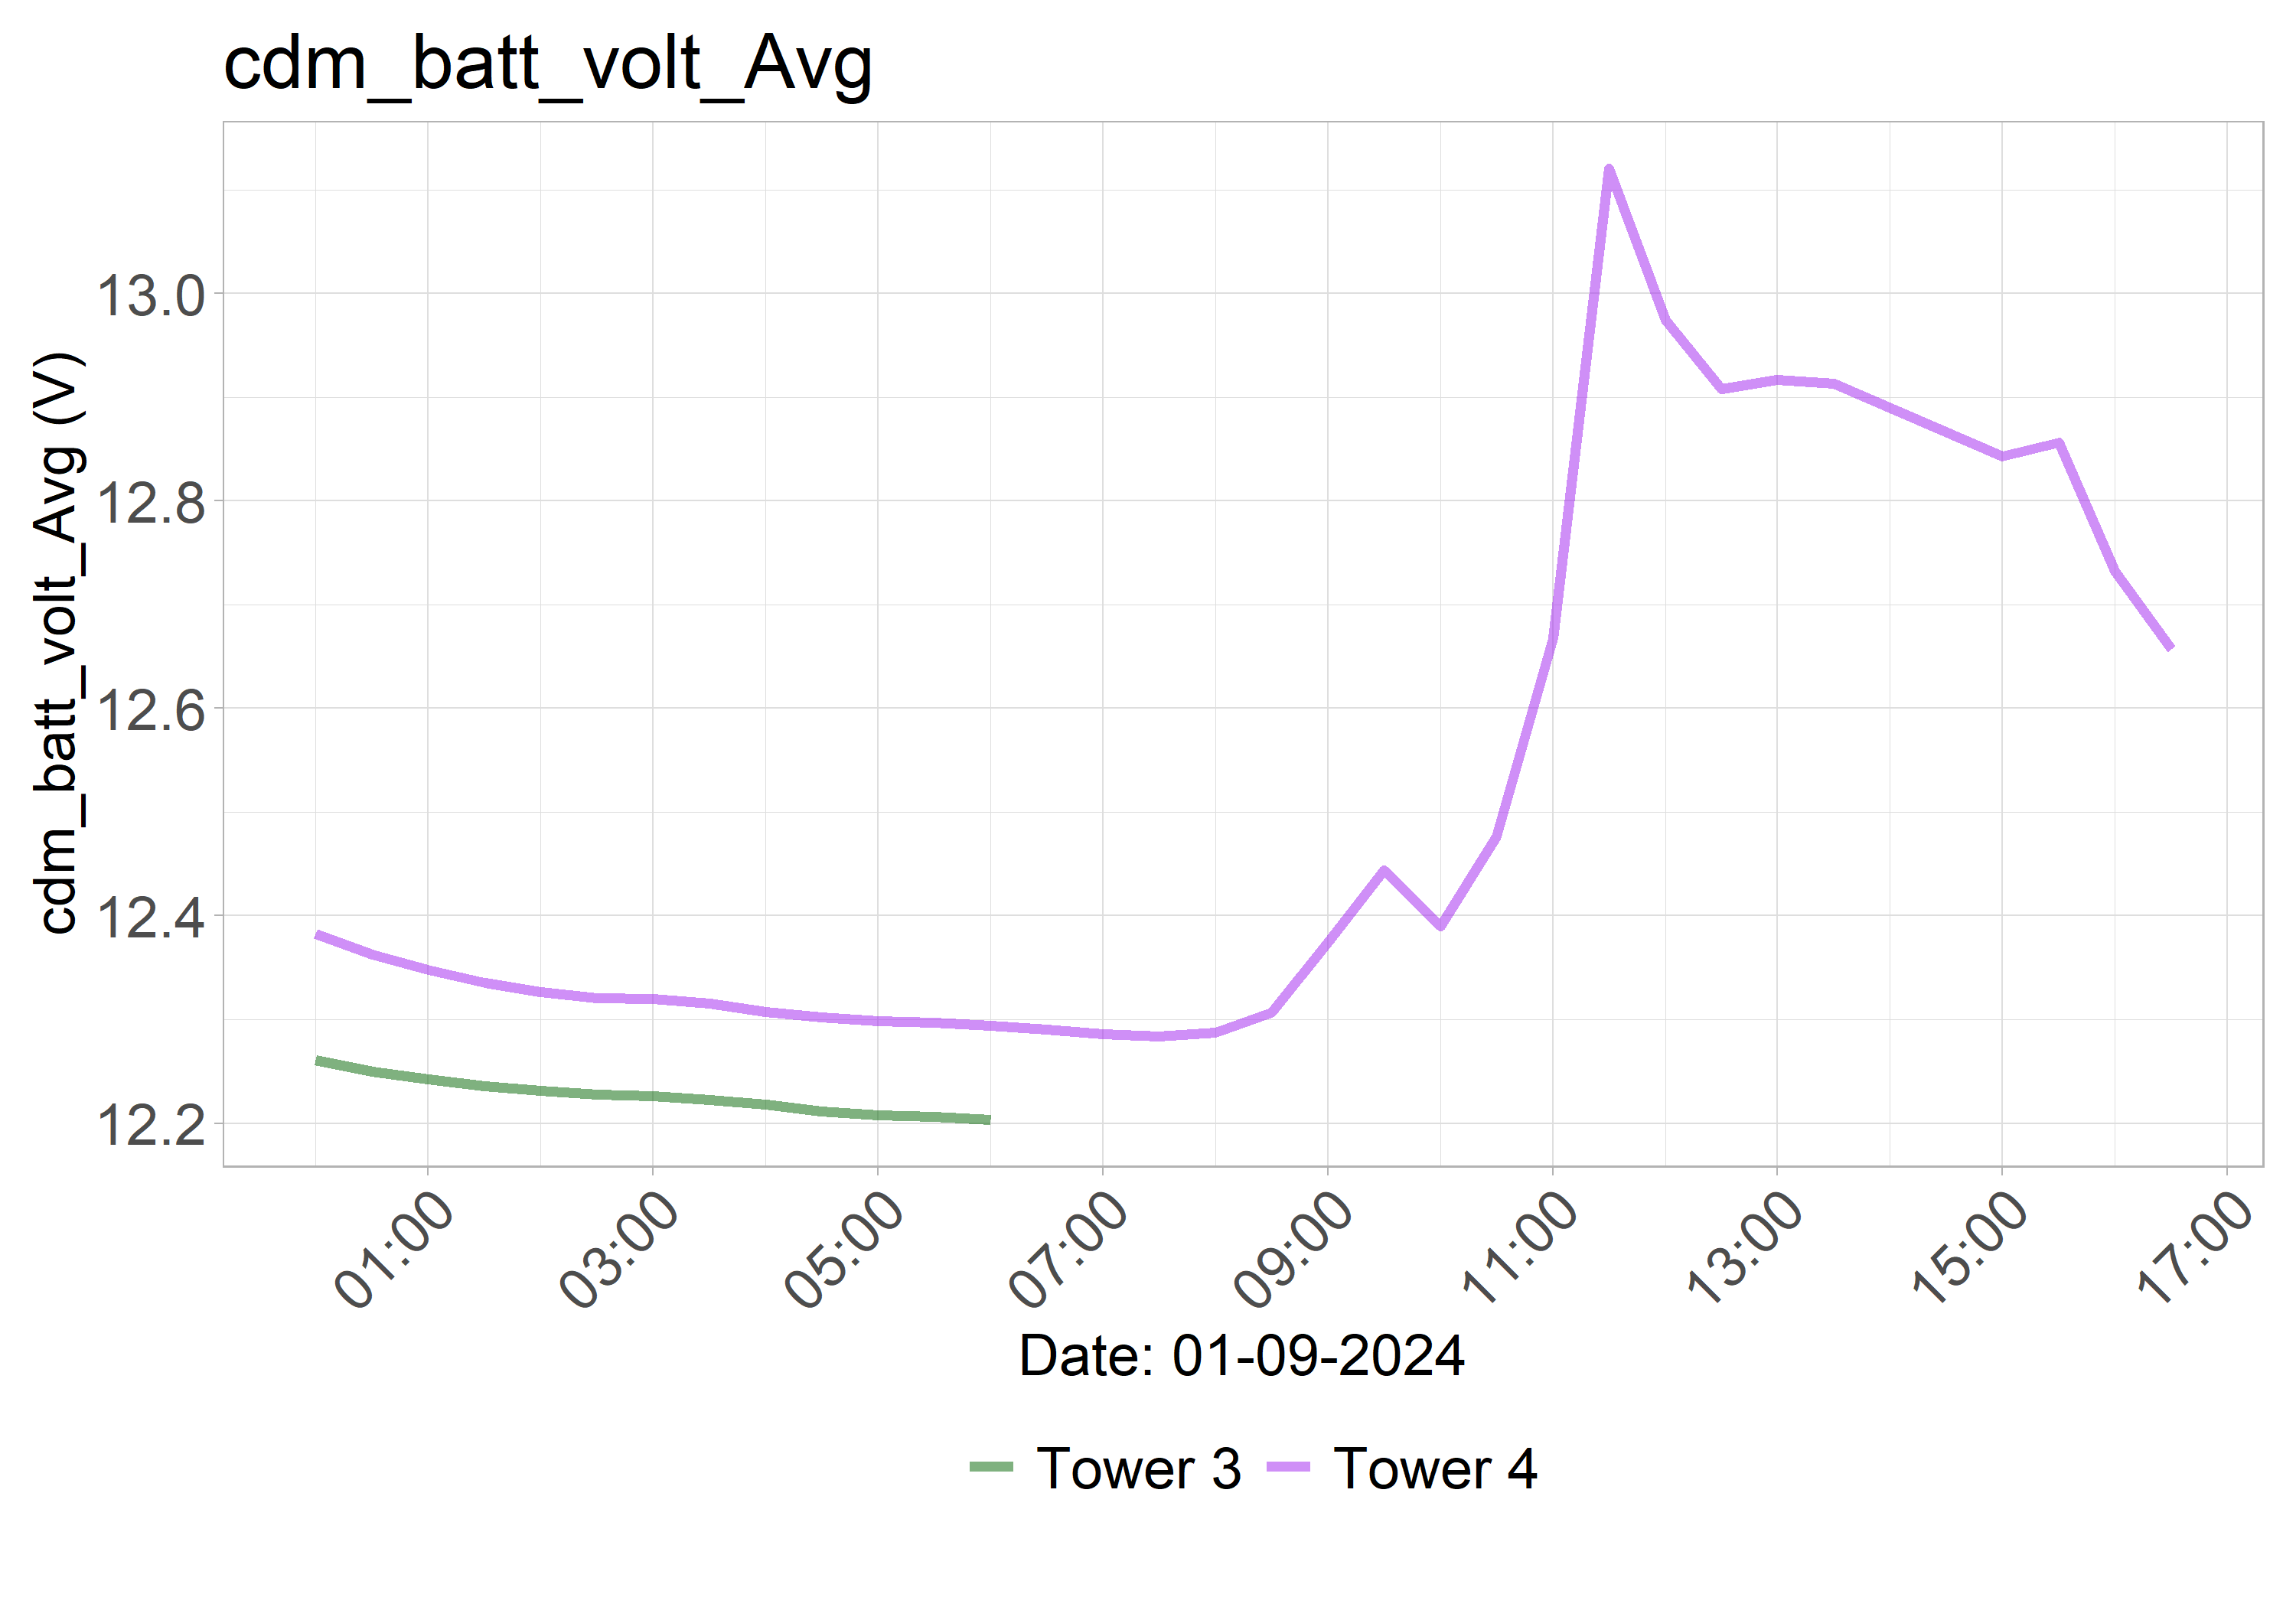 cdm_batt_volt_Avg
cdm_batt_volt_Avg (V)
13.0
12.8
12.6
12.4
12.2
01:00 03:00 05:00 07:00 09:00 11:00 13:00 15:00 17:00
Date: 01-09-2024
Tower 3 Tower 4